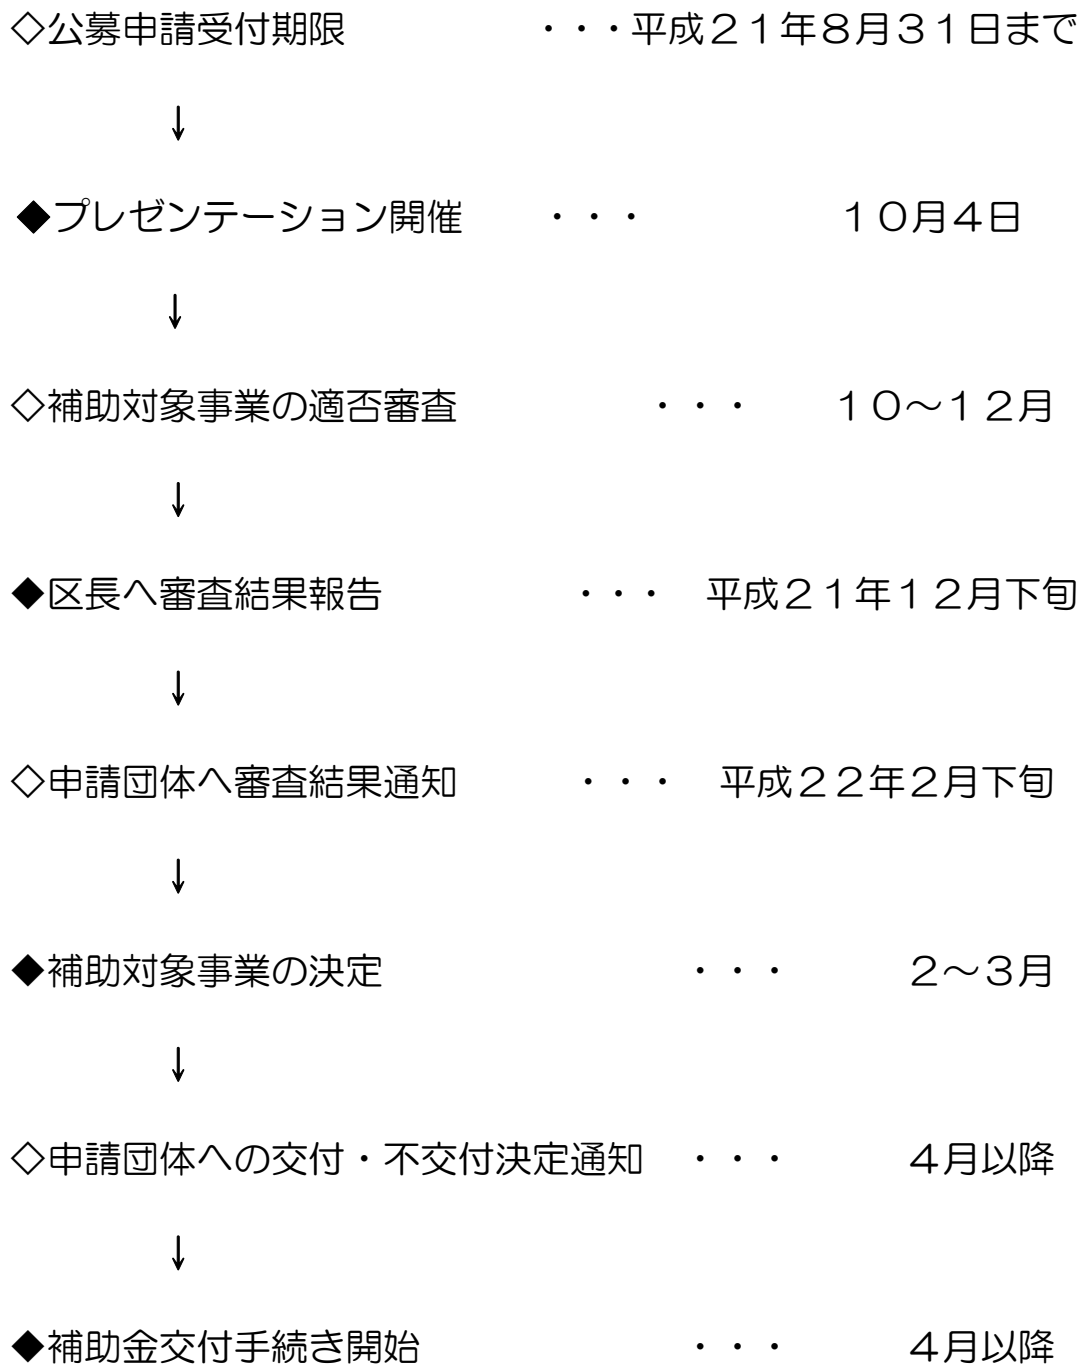 ◇公募申請受付期限　　　　　・・・平成２１年８月３１日まで
↓
◆プレゼンテーション開催　　・・・　　　　　１０月４日
↓
◇補助対象事業の適否審査　　　　　・・・　　１０～１２月
↓
◆区長へ審査結果報告　　　　　・・・　平成２１年１２月下旬
↓
◇申請団体へ審査結果通知　　　・・・　平成２２年２月下旬
↓
◆補助対象事業の決定　　　　　　　　・・・　　　２～３月
↓
◇申請団体への交付・不交付決定通知　・・・　　　４月以降
↓
◆補助金交付手続き開始　　　　　　　・・・　　　４月以降